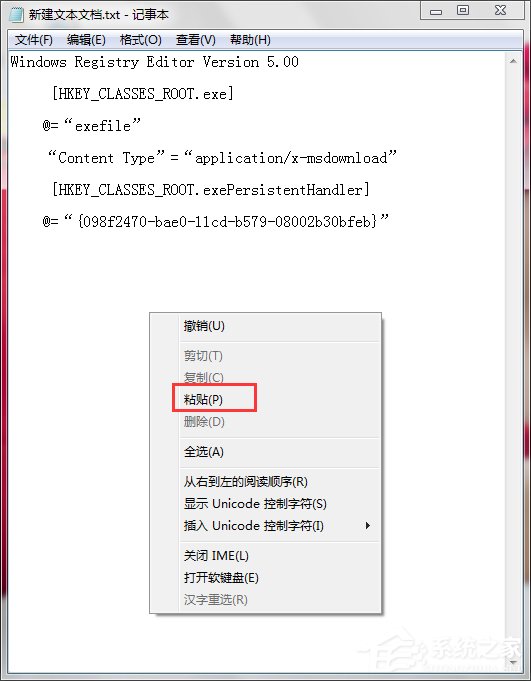 新建文本文档.txt - 记事本
文件(F) 编辑(E) 格式(O) 查看(V) 帮助(H)
Windows Registry Editor Version 5.00
[HKEY_CLASSES_ROOT.exe]
@=“exefile”
“Content Type”=“application/x-msdownload”
[HKEY_CLASSES_ROOT.exePersistentHandler]
@=“{098f2470-bae0-11cd-b579-08002b30bfeb}”
撤销(U)
剪切(T)
复制(C)
粘贴(P)
删除(D)
全选(A)
从右到左的阅读顺序(R)
显示 Unicode 控制字符(S)
插入 Unicode 控制字符(I)
关闭 IME(L)
打开软键盘(E)
汉字重选(R)
系统之家